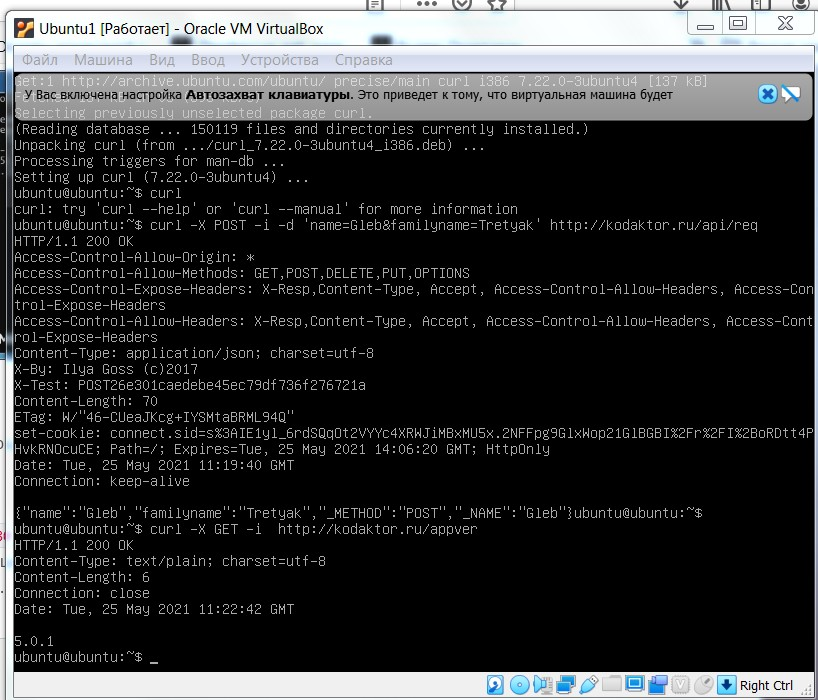 Ubuntu1 [Работает] - Oracle VM VirtualBox
Файл Машина Вид Ввод Устройства Справка
Get:1 http://archive.ubuntu.com/ubuntu/ precise/main curl i386 7.22.0-3ubuntu4 [137 kB]
У Вас включена настройка Автозахват клавиатуры. Это приведет к тому, что виртуальная машина будет
Selecting previously unselected package curl.
(Reading database ... 150119 files and directories currently installed.)
Unpacking curl (from .../curl_7.22.0-3ubuntu4_i386.deb) ...
Processing triggers for man-db ...
Setting up curl (7.22.0-3ubuntu4) ...
ubuntu@ubuntu:~$ curl
curl: try 'curl --help' or 'curl --manual' for more information
ubuntu@ubuntu:~$ curl -X POST -i -d 'name=Gleb&familyname=Tretyak' http://kodaktor.ru/api/req
HTTP/1.1 200 OK
Access-Control-Allow-Origin: *
Access-Control-Allow-Methods: GET,POST,DELETE,PUT,OPTIONS
Access-Control-Expose-Headers: X-Resp,Content-Type, Accept, Access-Control-Allow-Headers, Access-Con
trol-Expose-Headers
Access-Control-Allow-Headers: X-Resp,Content-Type, Accept, Access-Control-Allow-Headers, Access-Cont
rol-Expose-Headers
Content-Type: application/json; charset=utf-8
X-By: Ilya Goss (c)2017
X-Test: POST26e301caedebe45ec79df736f276721a
Content-Length: 70
ETag: W/"46-CUeaJKcg+IYSMtaBRML94Q"
set-cookie: connect.sid=s%3AIE1yl_6rdSQqOt2VYYc4XRWJiMBxMU5x.2NFFpg9GlxWop21GlBGBI%2Fr%2FI%2BoRDtt4P
HvkRNOcuCE; Path=/; Expires=Tue, 25 May 2021 14:06:20 GMT; HttpOnly
Date: Tue, 25 May 2021 11:19:40 GMT
Connection: keep-alive
{"name":"Gleb","familyname":"Tretyak","_METHOD":"POST","_NAME":"Gleb"}ubuntu@ubuntu:~$
ubuntu@ubuntu:~$ curl -X GET -i  http://kodaktor.ru/appver
HTTP/1.1 200 OK
Content-Type: text/plain; charset=utf-8
Content-Length: 6
Connection: close
Date: Tue, 25 May 2021 11:22:42 GMT
5.0.1
ubuntu@ubuntu:~$ _
Right Ctrl